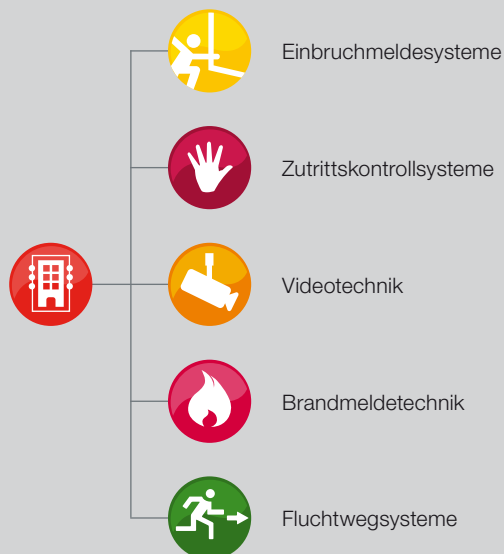 Einbruchmeldesysteme
Zutrittskontrollsysteme
Videotechnik
Brandmeldetechnik
Fluchtwegsysteme